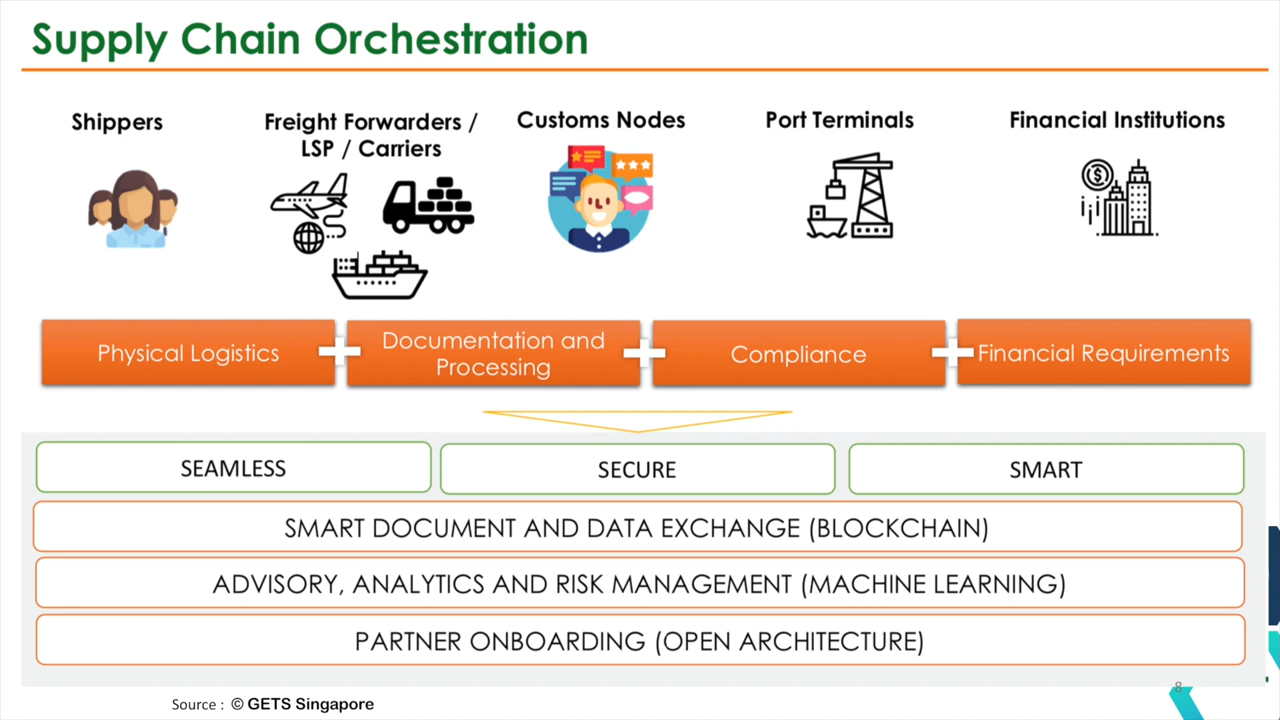 Supply Chain Orchestration
Shippers
Freight Forwarders /
LSP / Carriers
Customs Nodes
Port Terminals
Financial Institutions
Physical Logistics
Documentation and
Processing
Compliance
Financial Requirements
SEAMLESS
SECURE
SMART
SMART DOCUMENT AND DATA EXCHANGE (BLOCKCHAIN)
ADVISORY, ANALYTICS AND RISK MANAGEMENT (MACHINE LEARNING)
PARTNER ONBOARDING (OPEN ARCHITECTURE)
8
Source : © GETS Singapore